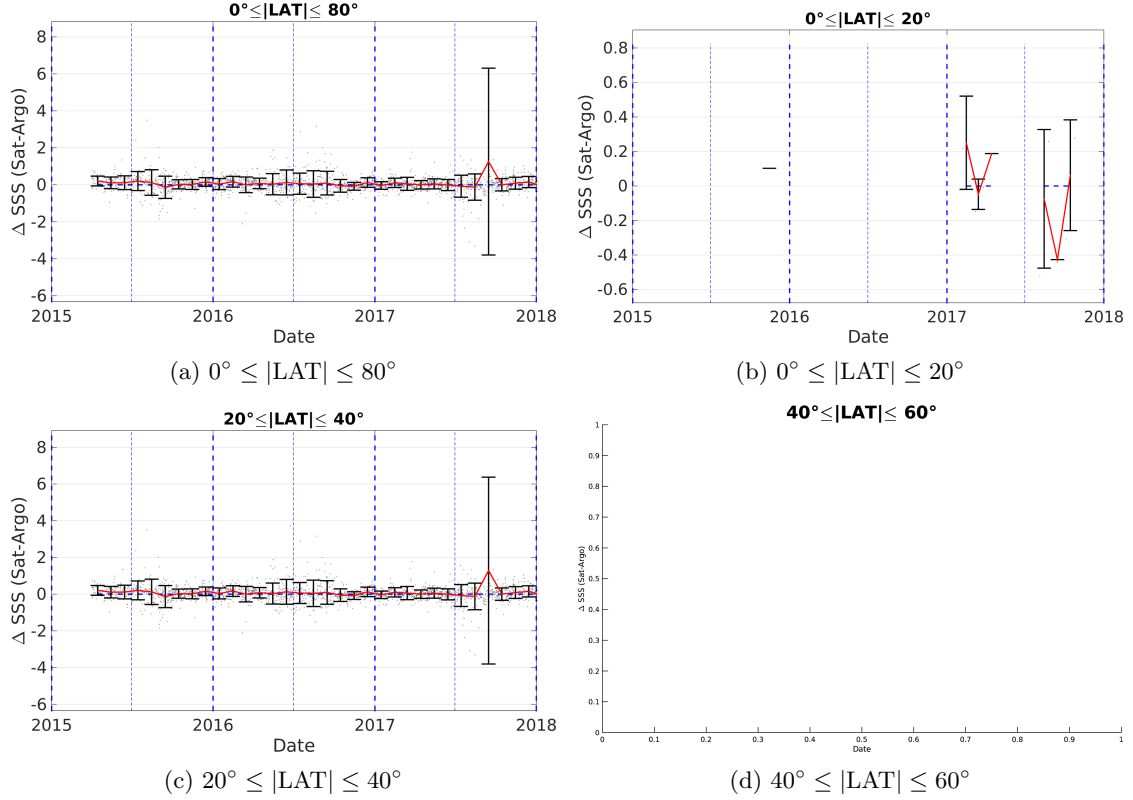 0°≤|LAT|≤ 80°
8
6
4
2
0
-2
-4
-6
Δ SSS (Sat-Argo)
2015 2016 2017 2018
Date
(a) 0° ≤ |LAT| ≤ 80°
0°≤|LAT|≤ 20°
0.8
0.6
0.4
0.2
0
-0.2
-0.4
-0.6
Δ SSS (Sat-Argo)
2015 2016 2017 2018
Date
(b) 0° ≤ |LAT| ≤ 20°
20°≤|LAT|≤ 40°
8
6
4
2
0
-2
-4
-6
Δ SSS (Sat-Argo)
2015 2016 2017 2018
Date
(c) 20° ≤ |LAT| ≤ 40°
40°≤|LAT|≤ 60°
1
0.9
0.8
0.7
0.6
0.5
0.4
0.3
0.2
0.1
0
Δ SSS (Sat-Argo)
0 0.1 0.2 0.3 0.4 0.5 0.6 0.7 0.8 0.9 1
Date
(d) 40° ≤ |LAT| ≤ 60°